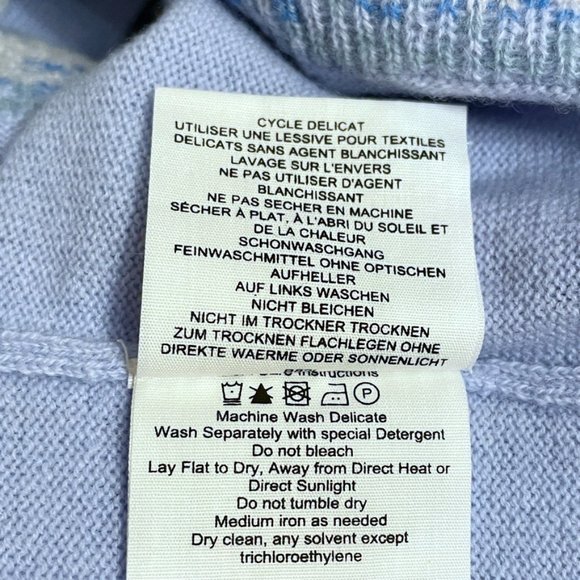 CYCLE DELICAT
UTILISER UNE LESSIVE POUR TEXTILES
DELICATS SANS AGENT BLANCHISSANT
LAVAGE SUR L'ENVERS
NE PAS UTILISER D'AGENT
BLANCHISSANT
NE PAS SECHER EN MACHINE
SÉCHER À PLAT, À L'ABRI DU SOLEIL ET
DE LA CHALEUR
SCHONWASCHGANG
FEINWASCHMITTEL OHNE OPTISCHEN
AUFHELLER
AUF LINKS WASCHEN
NICHT BLEICHEN
NICHT IM TROCKNER TROCKNEN
ZUM TROCKNEN FLACHLEGEN OHNE
DIREKTE WAERME ODER SONNENLICHT
Care Instructions
P
Machine Wash Delicate
Wash Separately with special Detergent
Do not bleach
Lay Flat to Dry, Away from Direct Heat or
Direct Sunlight
Do not tumble dry
Medium iron as needed
Dry clean, any solvent except
trichloroethylene